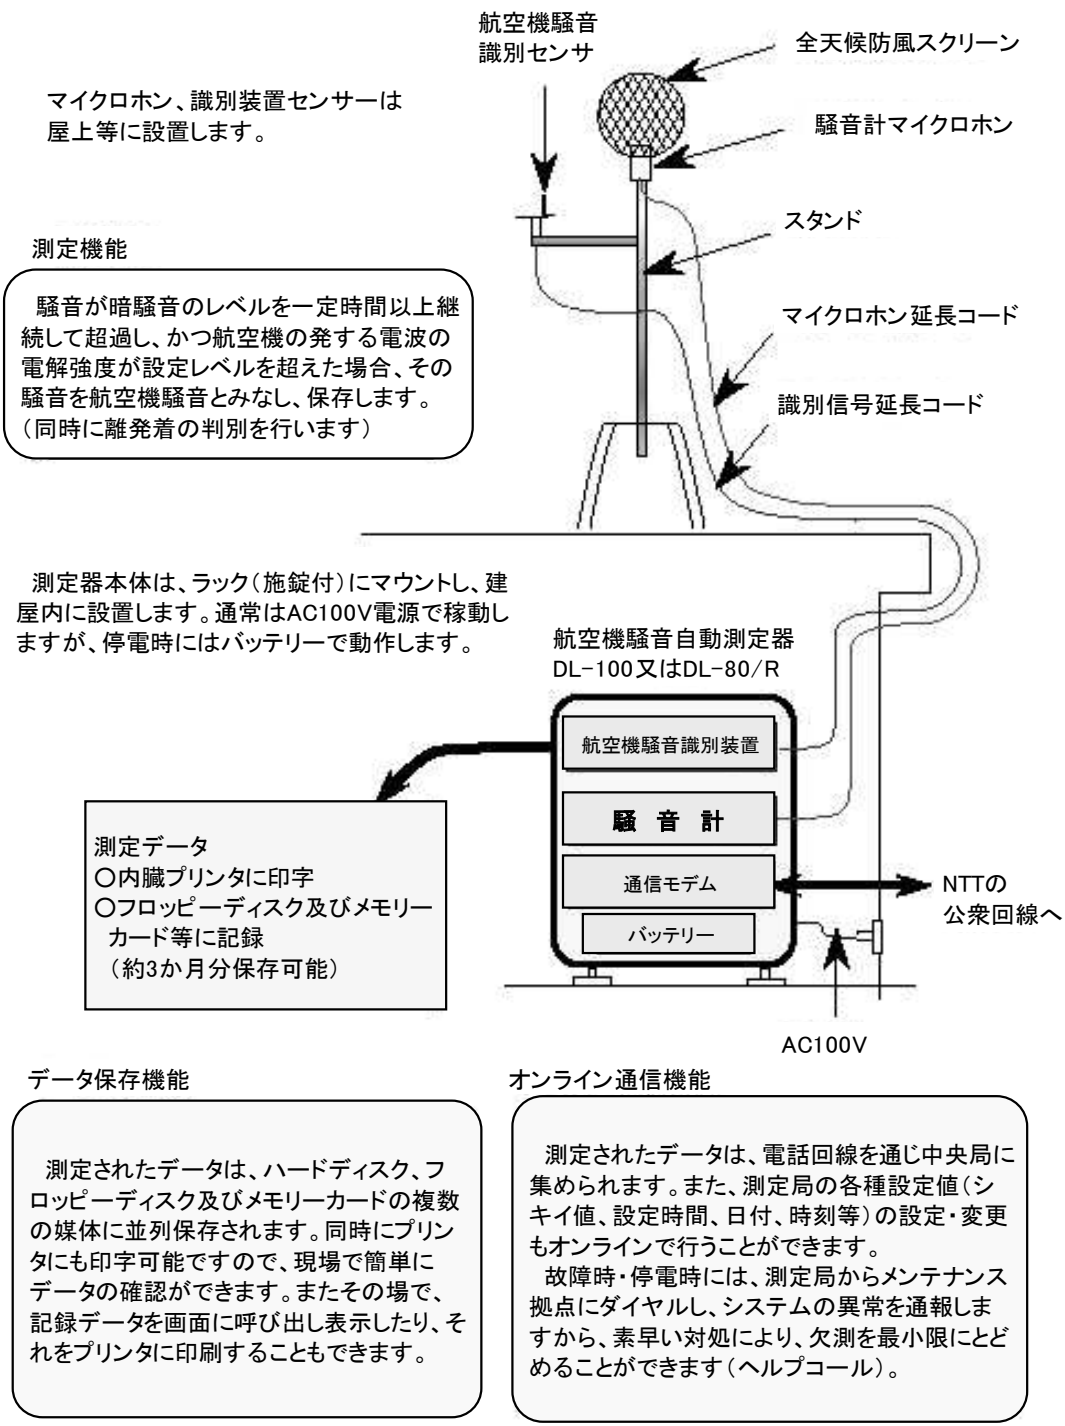 航空機騒音
識別センサ
全天候防風スクリーン
マイクロホン、識別装置センサーは
屋上等に設置します。
騒音計マイクロホン
スタンド
測定機能
騒音が暗騒音のレベルを一定時間以上継
続して超過し、かつ航空機の発する電波の
電解強度が設定レベルを超えた場合、その
騒音を航空機騒音とみなし、保存します。
(同時に離発着の判別を行います)
マイクロホン延長コード
識別信号延長コード
測定器本体は、ラック(施錠付)にマウントし、建
屋内に設置します。通常はAC100V電源で稼動し
ますが、停電時にはバッテリーで動作します。
航空機騒音自動測定器
DL-100又はDL-80/R
航空機騒音識別装置
騒 音 計
通信モデム
バッテリー
NTTの
公衆回線へ
AC100V
測定データ
○内臓プリンタに印字
○フロッピーディスク及びメモリー
カード等に記録
(約3か月分保存可能)
データ保存機能
測定されたデータは、ハードディスク、フ
ロッピーディスク及びメモリーカードの複数
の媒体に並列保存されます。同時にプリン
タにも印字可能ですので、現場で簡単に
データの確認ができます。またその場で、
記録データを画面に呼び出し表示したり、そ
れをプリンタに印刷することもできます。
オンライン通信機能
測定されたデータは、電話回線を通じ中央局に
集められます。また、測定局の各種設定値(シ
キイ値、設定時間、日付、時刻等)の設定・変更
もオンラインで行うことができます。
故障時・停電時には、測定局からメンテナンス
拠点にダイヤルし、システムの異常を通報しま
すから、素早い対処により、欠測を最小限にとど
めることができます(ヘルプコール)。